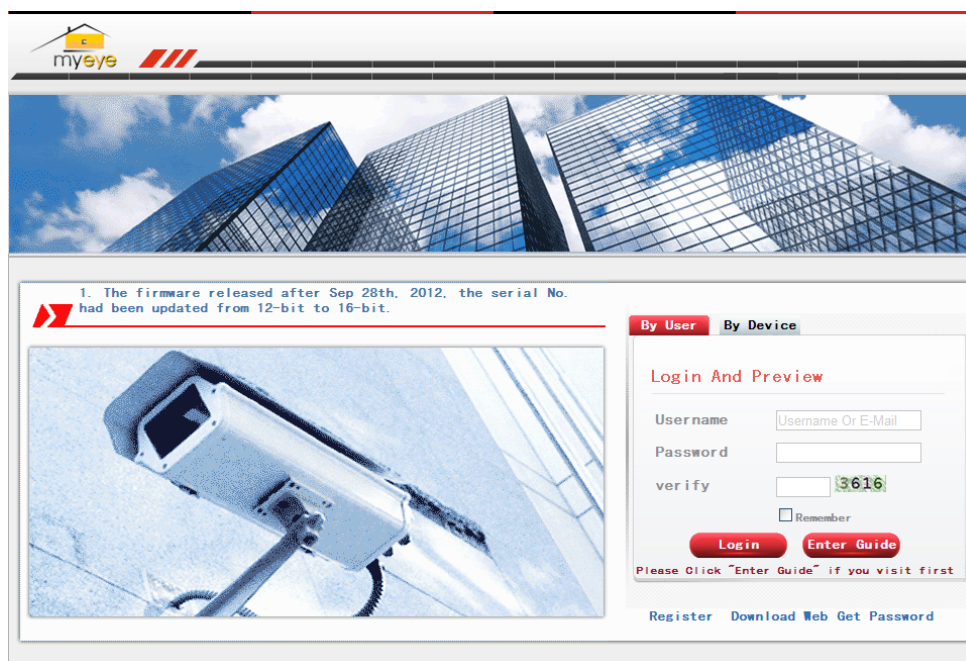 myeye
1. The firmware released after Sep 28th, 2012, the serial No.
had been updated from 12-bit to 16-bit.
By User By Device
Login And Preview
Username Username Or E-Mail
Password
verify 3616
Remember
Login Enter Guide
Please Click "Enter Guide" if you visit first
Register Download Web Get Password